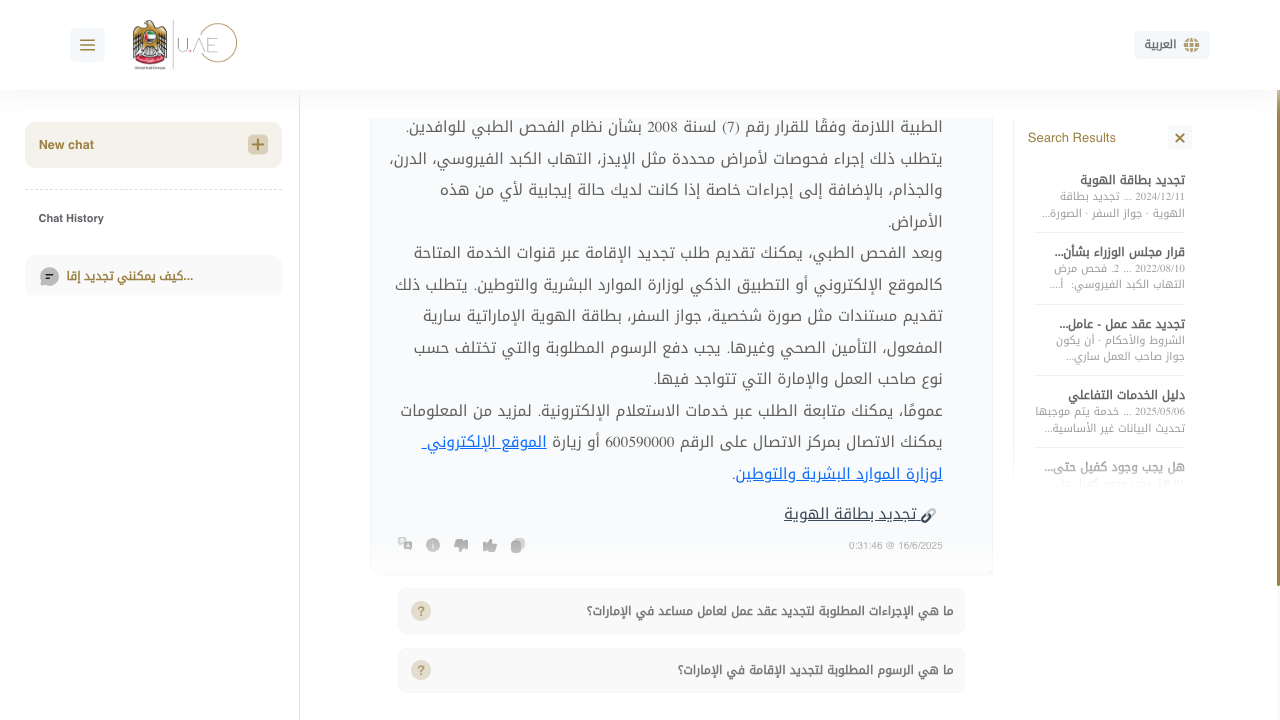 U.AE
العربية
New chat
Chat History
كيف يمكنني تجديد إقا...
الطبية اللازمة وفقًا للقرار رقم (7) لسنة 2008 بشأن نظام الفحص الطبي للوافدين.
يتطلب ذلك إجراء فحوصات لأمراض محددة مثل الإيدز، التهاب الكبد الفيروسي، الدرن،
والجذام، بالإضافة إلى إجراءات خاصة إذا كانت لديك حالة إيجابية لأي من هذه
الأمراض.
وبعد الفحص الطبي، يمكنك تقديم طلب تجديد الإقامة عبر قنوات الخدمة المتاحة
كالموقع الإلكتروني أو التطبيق الذكي لوزارة الموارد البشرية والتوطين. يتطلب ذلك
تقديم مستندات مثل صورة شخصية، جواز السفر، بطاقة الهوية الإماراتية سارية
المفعول، التأمين الصحي وغيرها. يجب دفع الرسوم المطلوبة والتي تختلف حسب
نوع صاحب العمل والإمارة التي تتواجد فيها.
عمومًا، يمكنك متابعة الطلب عبر خدمات الاستعلام الإلكترونية. لمزيد من المعلومات
يمكنك الاتصال بمركز الاتصال على الرقم 600590000 أو زيارة الموقع الإلكتروني
لوزارة الموارد البشرية والتوطين.
تجديد بطاقة الهوية
16/6/2025 @ 0:31:46
ما هي الإجراءات المطلوبة لتجديد عقد عمل لعامل مساعد في الإمارات؟
ما هي الرسوم المطلوبة لتجديد الإقامة في الإمارات؟
Search Results
تجديد بطاقة الهوية
2024/12/11 ... تجديد بطاقة
الهوية · جواز السفر · الصورة...
قرار مجلس الوزراء بشأن...
2022/08/10 ... 2. فحص مرض
التهاب الكبد الفيروسي: أ....
تجديد عقد عمل - عامل...
الشروط والأحكام · أن يكون
جواز صاحب العمل ساري...
دليل الخدمات التفاعلي
2025/05/06 ... خدمة يتم موجبها
تحديث البيانات غير الأساسية...
هل يجب وجود كفيل حتى...